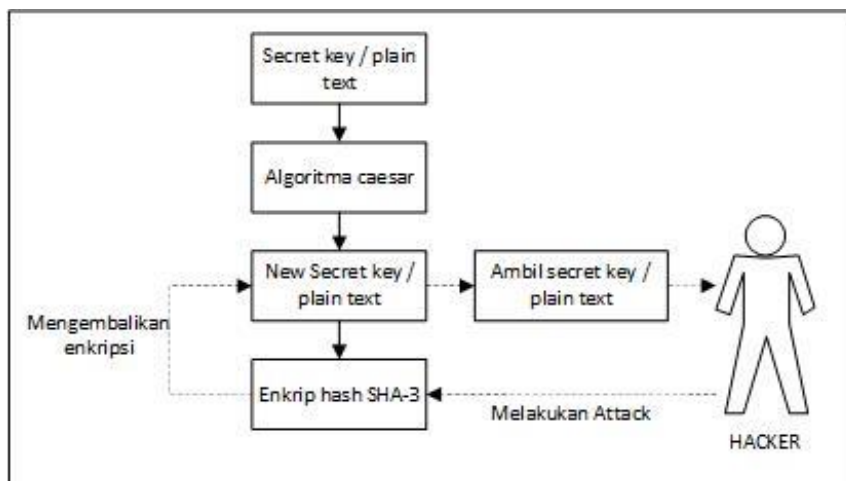 Secret key / plain
text
Algoritma caesar
New Secret key /
plain text
Ambil secret key /
plain text
Mengembalikan
enkripsi
Enkrip hash SHA-3
Melakukan Attack
HACKER